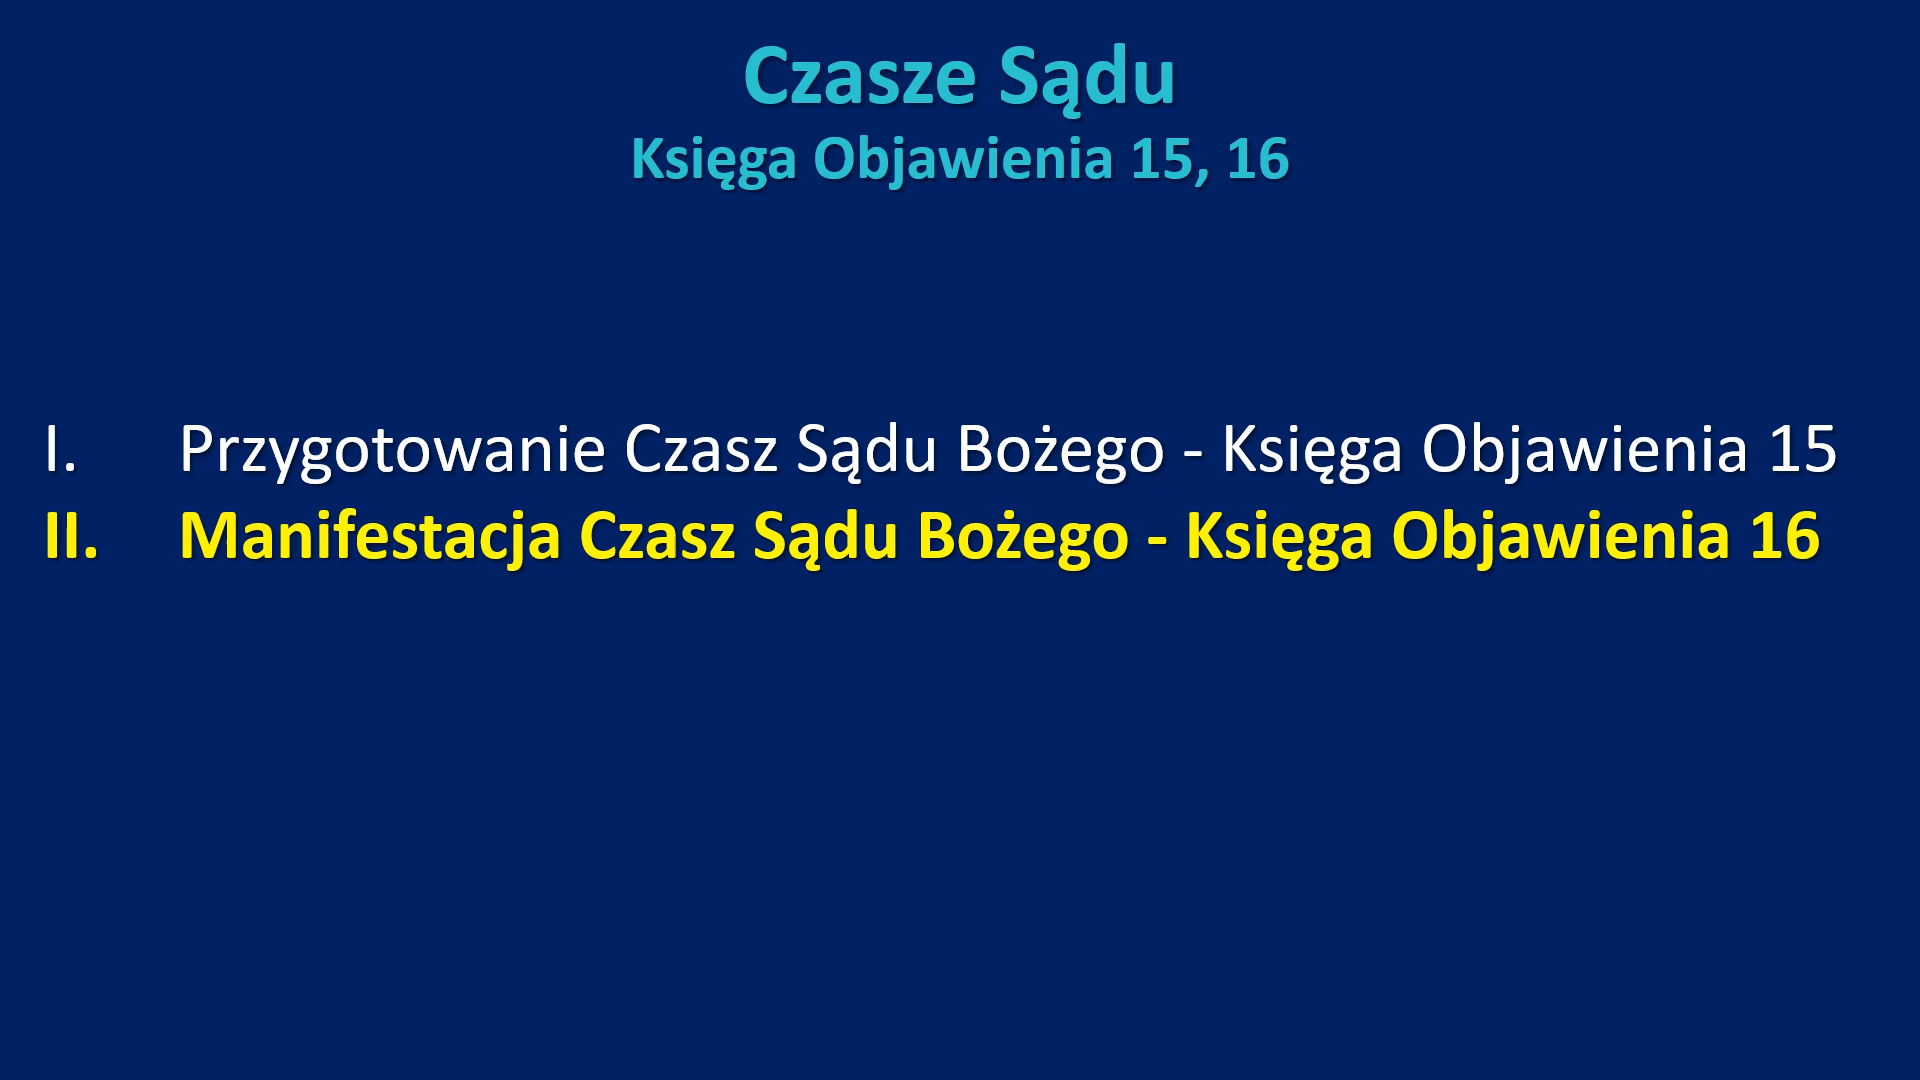 Czasze Sądu
Księga Objawienia 15, 16
I. Przygotowanie Czasz Sądu Bożego - Księga Objawienia 15
II. Manifestacja Czasz Sądu Bożego - Księga Objawienia 16